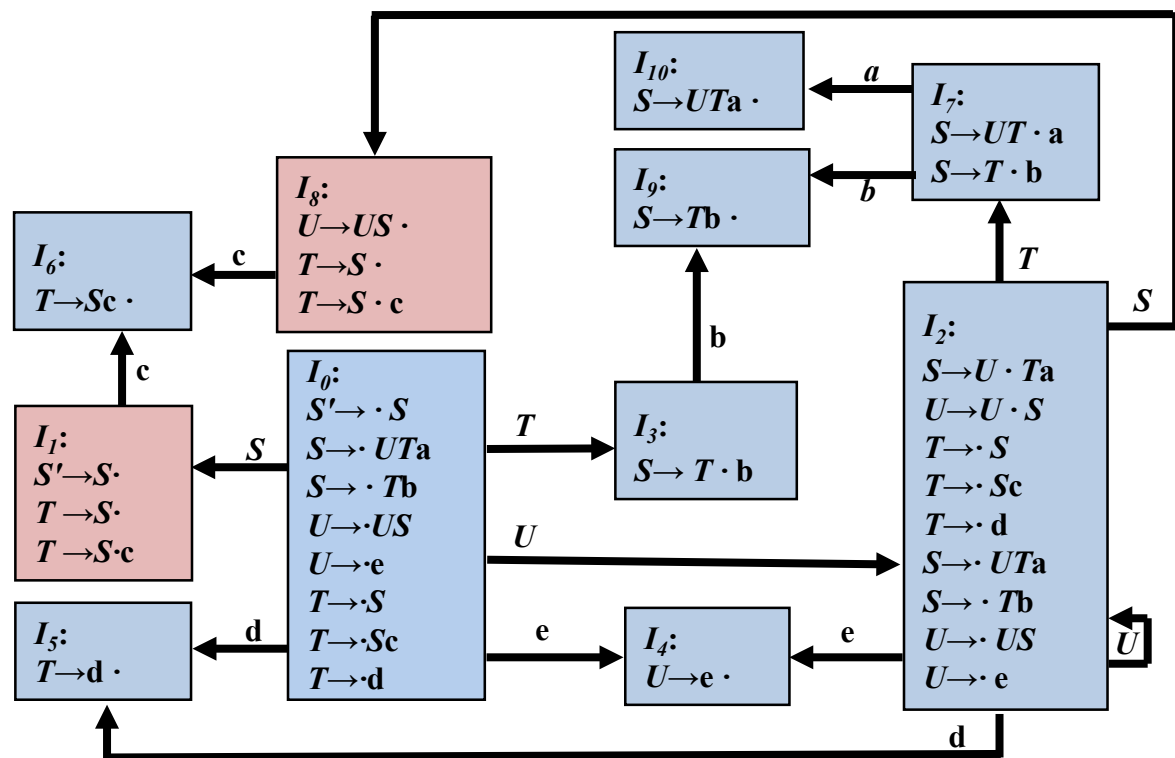 I10:
S→UTa ·
a
I7:
S→UT · a
S→T · b
I8:
U→US ·
T→S ·
T→S · c
I9:
S→Tb ·
b
I6:
T→Sc ·
c
T
S
c
b
I0:
S'→ · S
S→· UTa
S→ · Tb
U→·US
U→·e
T→·S
T→·Sc
T→·d
I2:
S→U · Ta
U→U · S
T→· S
T→· Sc
T→· d
S→· UTa
S→ · Tb
U→· US
U→· e
I1:
S'→S·
T →S·
T →S·c
S
T
I3:
S→ T · b
U
I5:
T→d ·
d
e
I4:
U→e ·
e
U
d